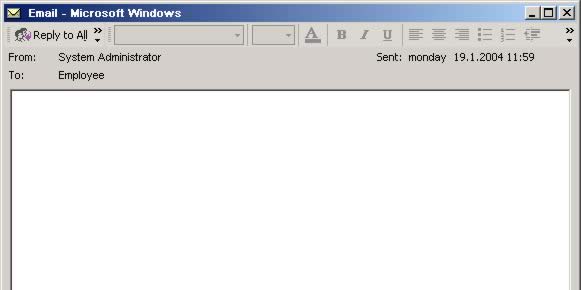 Email - Microsoft Windows
Reply to All
A B I U
From: System Administrator Sent: monday 19.1.2004 11:59
To: Employee